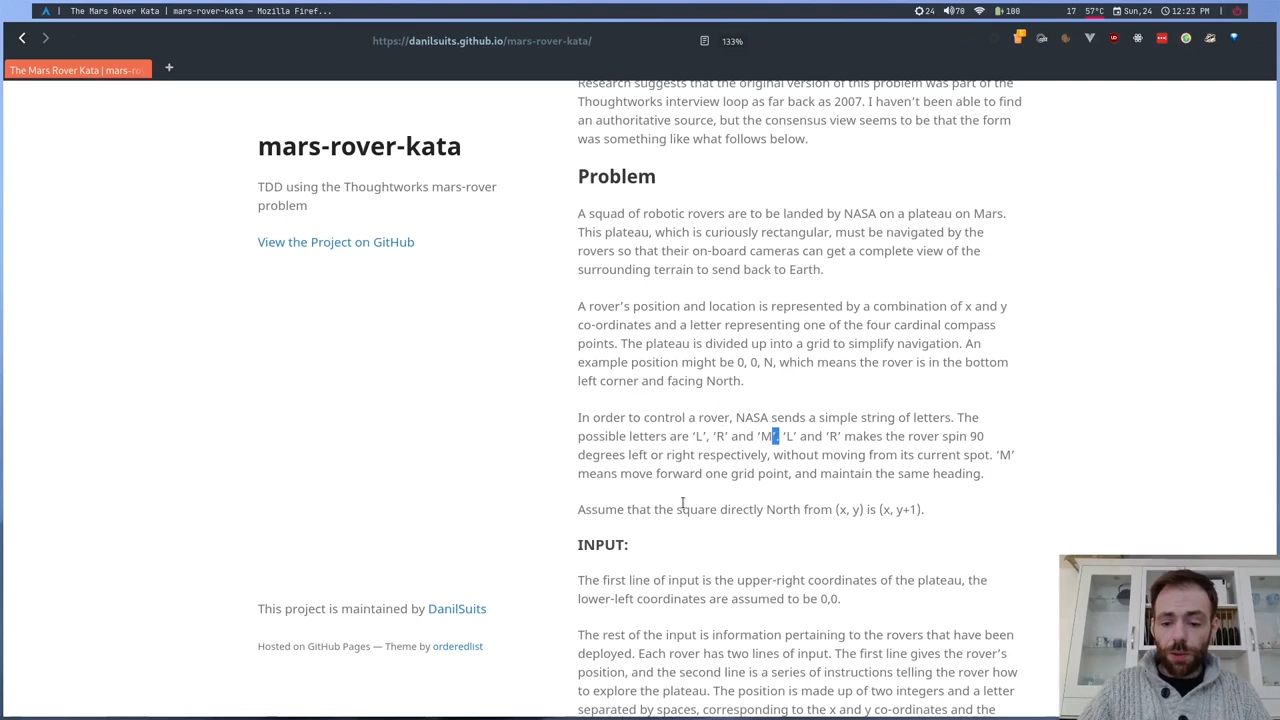 The Mars Rover Kata | mars-rover-kata — Mozilla Firef...
24
70
100
17
57°C
Sun,24
12:23 PM
https://danilsuits.github.io/mars-rover-kata/
133%
The Mars Rover Kata | mars-ro
mars-rover-kata
TDD using the Thoughtworks mars-rover
problem
View the Project on GitHub
This project is maintained by DanilSuits
Hosted on GitHub Pages — Theme by orderedlist
Research suggests that the original version of this problem was part of the
Thoughtworks interview loop as far back as 2007. I haven’t been able to find
an authoritative source, but the consensus view seems to be that the form
was something like what follows below.
Problem
A squad of robotic rovers are to be landed by NASA on a plateau on Mars.
This plateau, which is curiously rectangular, must be navigated by the
rovers so that their on-board cameras can get a complete view of the
surrounding terrain to send back to Earth.
A rover’s position and location is represented by a combination of x and y
co-ordinates and a letter representing one of the four cardinal compass
points. The plateau is divided up into a grid to simplify navigation. An
example position might be 0, 0, N, which means the rover is in the bottom
left corner and facing North.
In order to control a rover, NASA sends a simple string of letters. The
possible letters are ‘L’, ‘R’ and ‘M’. ‘L’ and ‘R’ makes the rover spin 90
degrees left or right respectively, without moving from its current spot. ‘M’
means move forward one grid point, and maintain the same heading.
Assume that the square directly North from (x, y) is (x, y+1).
INPUT:
The first line of input is the upper-right coordinates of the plateau, the
lower-left coordinates are assumed to be 0,0.
The rest of the input is information pertaining to the rovers that have been
deployed. Each rover has two lines of input. The first line gives the rover’s
position, and the second line is a series of instructions telling the rover how
to explore the plateau. The position is made up of two integers and a letter
separated by spaces, corresponding to the x and y co-ordinates and the